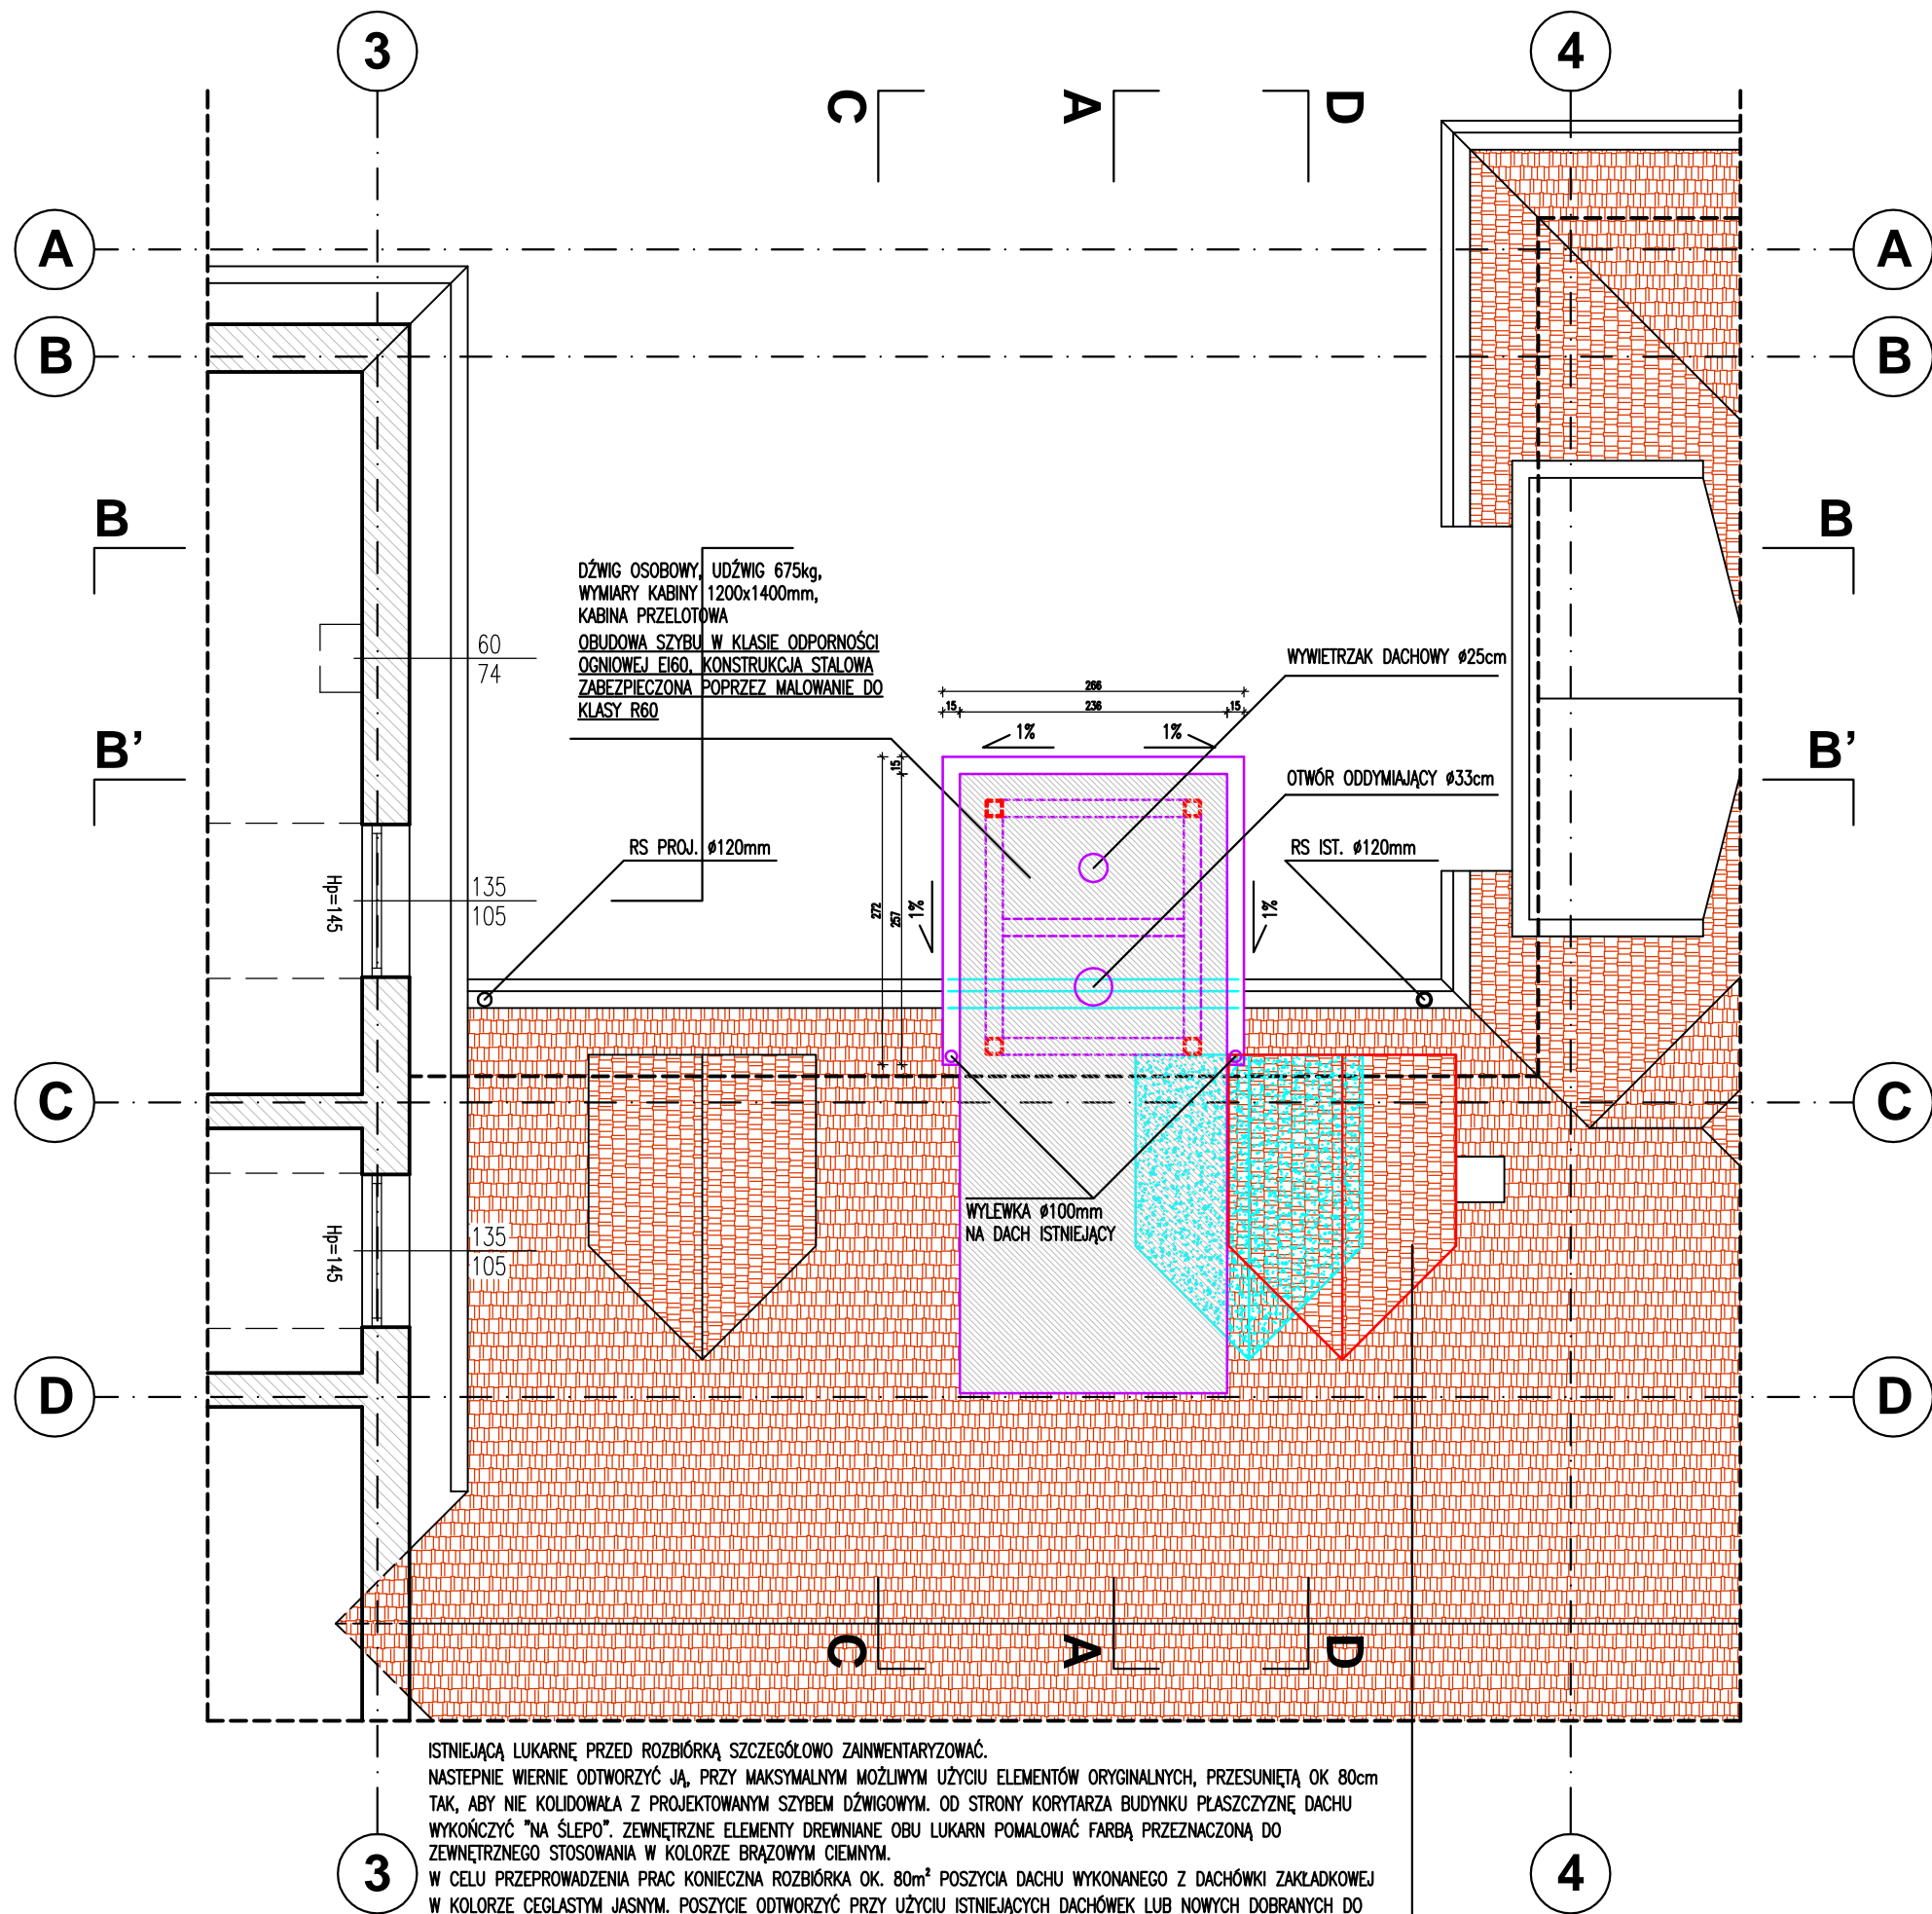 3
4
C
A
D
A
A
B
B
B
B
DŹWIG OSOBOWY, UDŹWIG 675kg,
WYMIARY KABINY 1200x1400mm,
KABINA PRZELOTOWA
OBUDOWA SZYBU W KLASIE ODPORNOŚCI
OGNIOWEJ EI60, KONSTRUKCJA STALOWA
ZABEZPIECZONA POPRZEZ MALOWANIE DO
KLASY R60
60
74
WYWIETRZAK DACHOWY ø25cm
266
15
236
15
1%
1%
B'
B'
15
OTWÓR ODDYMIAJĄCY ø33cm
RS PROJ. ø120mm
RS IST. ø120mm
Hp=145
135
105
272
257
1%
1%
C
C
WYLEWKA ø100mm
NA DACH ISTNIEJĄCY
Hp=145
135
105
D
D
C
A
D
ISTNIEJĄCĄ LUKARNĘ PRZED ROZBIÓRKĄ SZCZEGÓŁOWO ZAINWENTARYZOWAĆ.
NASTEPNIE WIERNIE ODTWORZYĆ JĄ, PRZY MAKSYMALNYM MOŻLIWYM UŻYCIU ELEMENTÓW ORYGINALNYCH, PRZESUNIĘTĄ OK 80cm
TAK, ABY NIE KOLIDOWAŁA Z PROJEKTOWANYM SZYBEM DŹWIGOWYM. OD STRONY KORYTARZA BUDYNKU PŁASZCZYZNĘ DACHU
WYKOŃCZYĆ "NA ŚLEPO". ZEWNĘTRZNE ELEMENTY DREWNIANE OBU LUKARN POMALOWAĆ FARBĄ PRZEZNACZONĄ DO
ZEWNĘTRZNEGO STOSOWANIA W KOLORZE BRĄZOWYM CIEMNYM.
W CELU PRZEPROWADZENIA PRAC KONIECZNA ROZBIÓRKA OK. 80m² POSZYCIA DACHU WYKONANEGO Z DACHÓWKI ZAKŁADKOWEJ
W KOLORZE CEGLASTYM JASNYM. POSZYCIE ODTWORZYĆ PRZY UŻYCIU ISTNIEJĄCYCH DACHÓWEK LUB NOWYCH DOBRANYCH DO
3
4